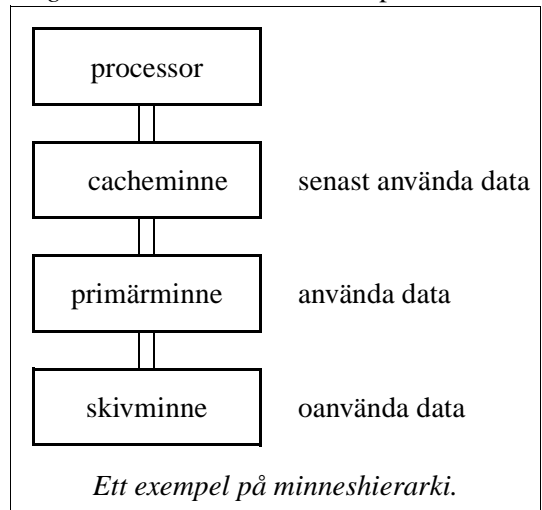 processor
cacheminne senast använda data
primärminne använda data
skivminne oanvända data
Ett exempel på minneshierarki.